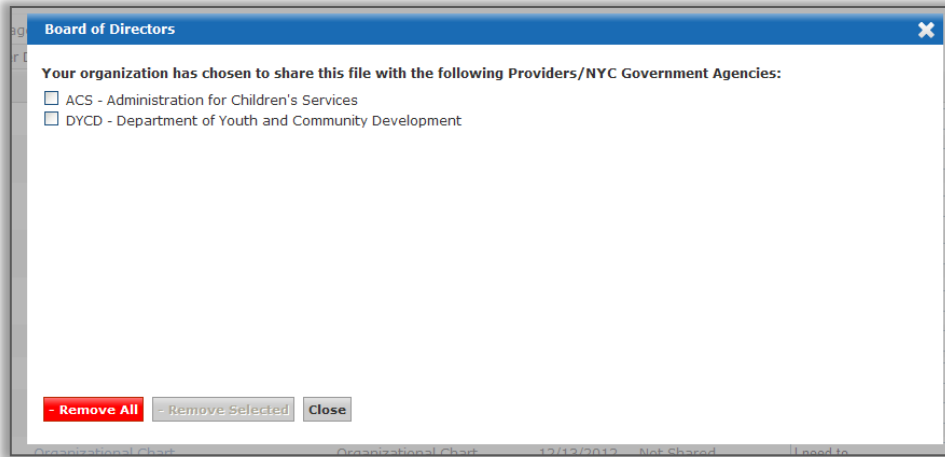 Board of Directors
Your organization has chosen to share this file with the following Providers/NYC Government Agencies:
ACS - Administration for Children's Services
DYCD - Department of Youth and Community Development
- Remove All - Remove Selected Close
Organizational Chart Organizational Chart 12/13/2012 Not Shared I need to